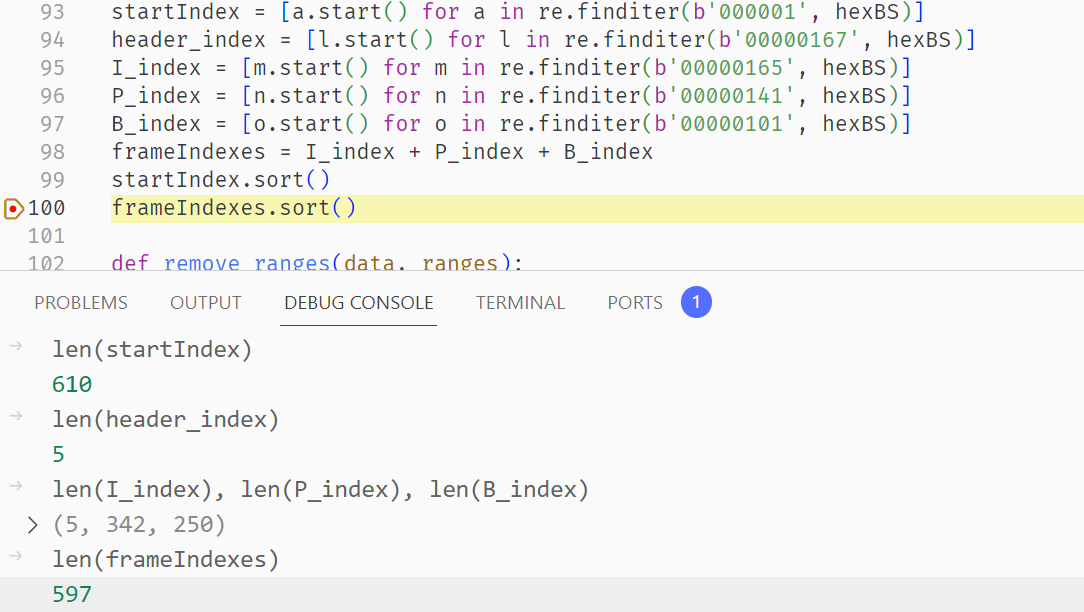 93 startIndex = [a.start() for a in re.finditer(b'000001', hexBS)]
94 header_index = [l.start() for l in re.finditer(b'00000167', hexBS)]
95 I_index = [m.start() for m in re.finditer(b'00000165', hexBS)]
96 P_index = [n.start() for n in re.finditer(b'00000141', hexBS)]
97 B_index = [o.start() for o in re.finditer(b'00000101', hexBS)]
98 frameIndexes = I_index + P_index + B_index
99 startIndex.sort()
100 frameIndexes.sort()
101
102 def remove_ranges(data, ranges):
PROBLEMS OUTPUT DEBUG CONSOLE TERMINAL PORTS 1
→ len(startIndex)
610
→ len(header_index)
5
→ len(I_index), len(P_index), len(B_index)
> (5, 342, 250)
→ len(frameIndexes)
597